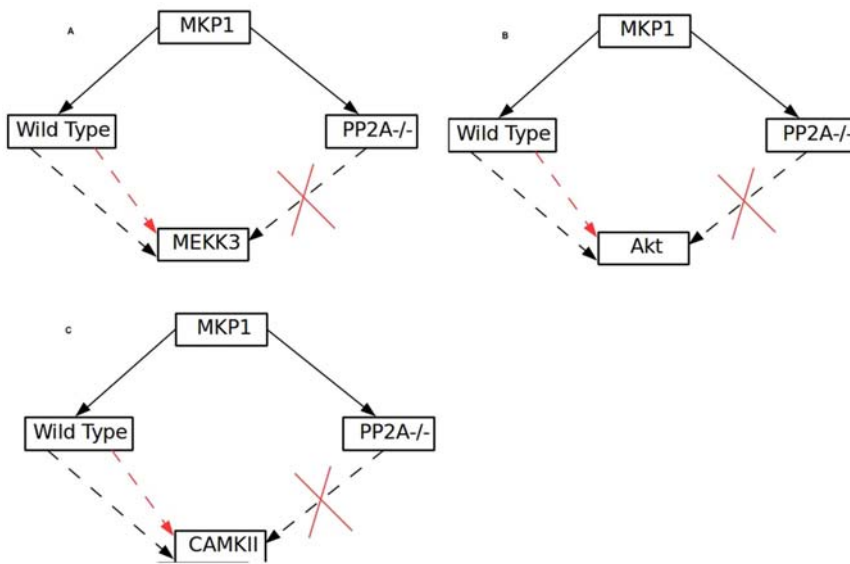 A
MKP1
Wild Type
PP2A-/-
MEKK3
B
MKP1
Wild Type
PP2A-/-
Akt
C
MKP1
Wild Type
PP2A-/-
CAMKII